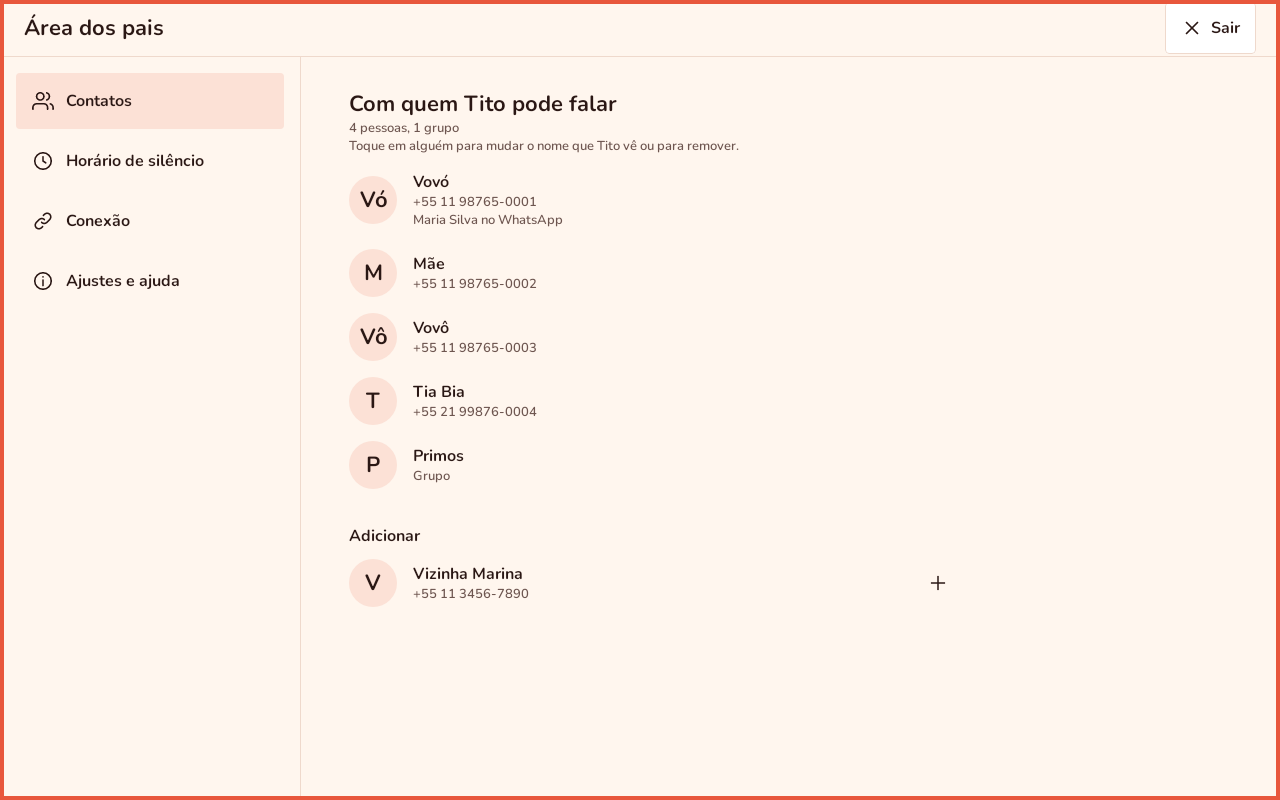 Área dos pais
Sair
Contatos
Horário de silêncio
Conexão
Ajustes e ajuda
Com quem Tito pode falar
4 pessoas, 1 grupo
Toque em alguém para mudar o nome que Tito vê ou para remover.
Vó
Vovó
+55 11 98765-0001
Maria Silva no WhatsApp
M
Mãe
+55 11 98765-0002
Vô
Vovô
+55 11 98765-0003
T
Tia Bia
+55 21 99876-0004
P
Primos
Grupo
Adicionar
V
Vizinha Marina
+55 11 3456-7890